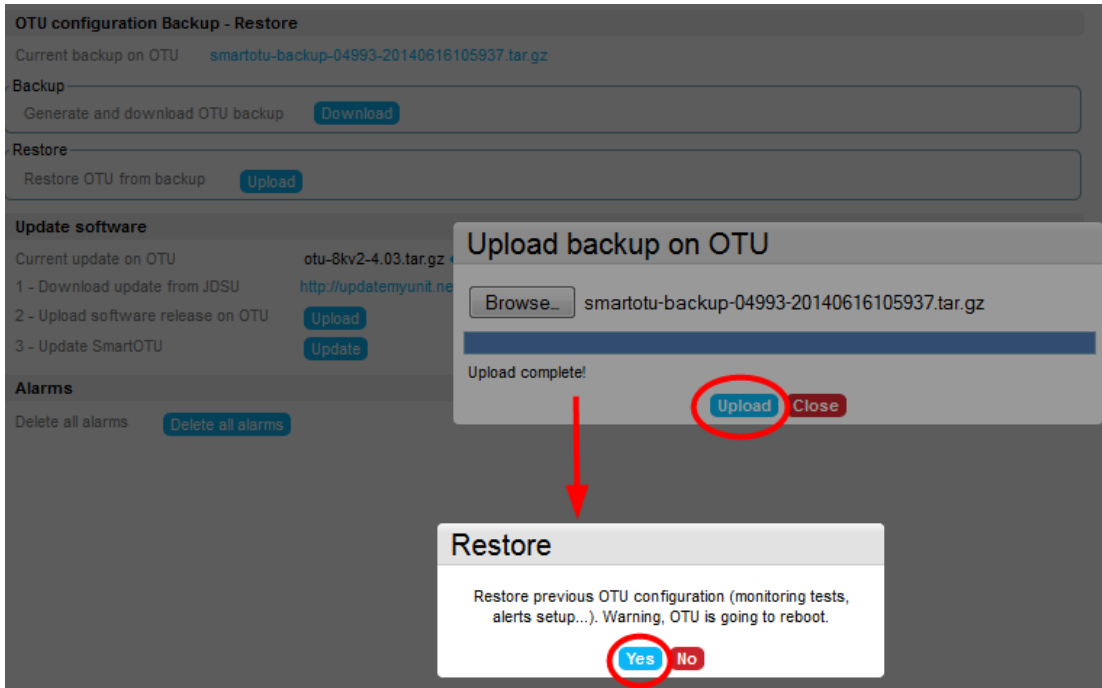 OTU configuration Backup - Restore
Current backup on OTU smartotu-backup-04993-20140616105937.tar.gz
Backup
Generate and download OTU backup Download
Restore
Restore OTU from backup Upload
Update software
Current update on OTU otu-8kv2-4.03.tar.gz
1 - Download update from JDSU http://updatemyunit.ne
2 - Upload software release on OTU Upload
3 - Update SmartOTU Update
Alarms
Delete all alarms Delete all alarms
Upload backup on OTU
Browse_ smartotu-backup-04993-20140616105937.tar.gz
Upload complete!
Upload Close
Restore
Restore previous OTU configuration (monitoring tests,
alerts setup...). Warning, OTU is going to reboot.
Yes No